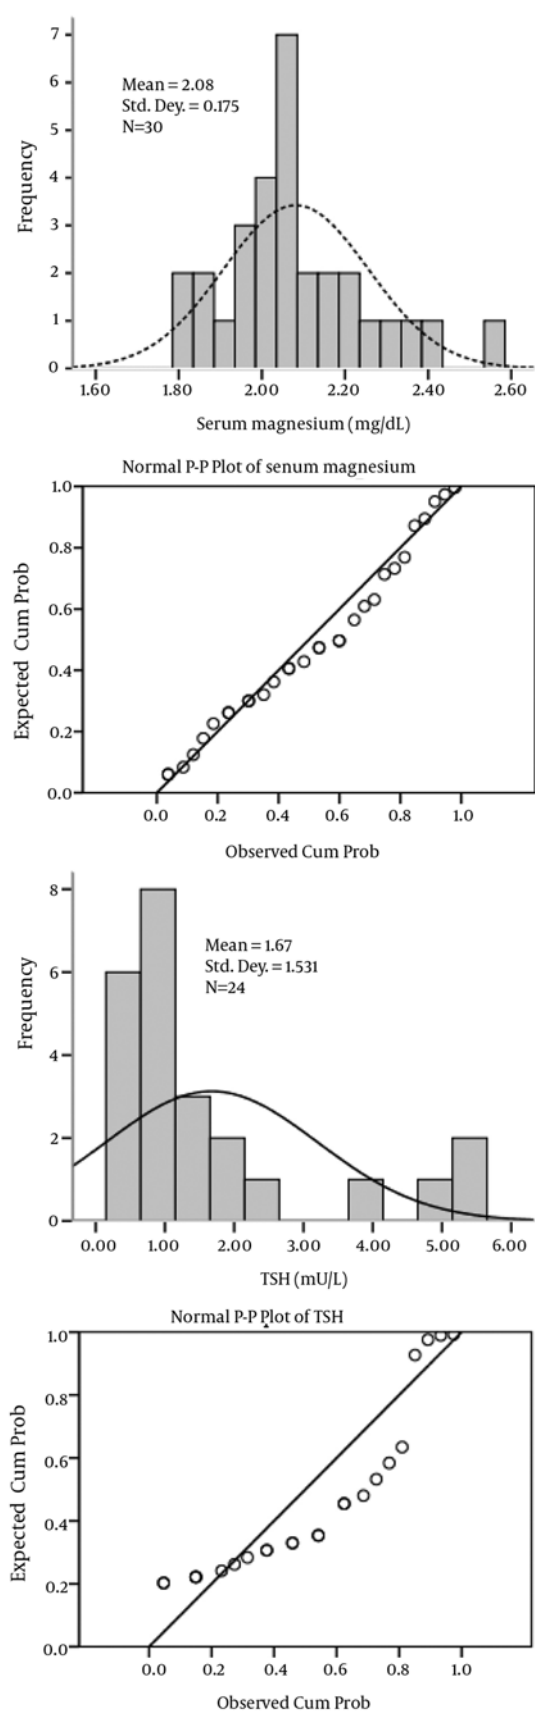 7
6
5
4
3
2
1
0
Frequency
Mean = 2.08
Std. Dey. = 0.175
N=30
1.60 1.80 2.00 2.20 2.40 2.60
Serum magnesium (mg/dL)
Normal P-P Plot of senum magnesium
1.0
0.8
0.6
0.4
0.2
0.0
Expected Cum Prob
0.0 0.2 0.4 0.6 0.8 1.0
Observed Cum Prob
8
6
4
2
0
Frequency
Mean = 1.67
Std. Dey. = 1.531
N=24
0.00 1.00 2.00 3.00 4.00 5.00 6.00
TSH (mU/L)
Normal P-P Plot of TSH
1.0
0.8
0.6
0.4
0.2
0.0
Expected Cum Prob
0.0 0.2 0.4 0.6 0.8 1.0
Observed Cum Prob